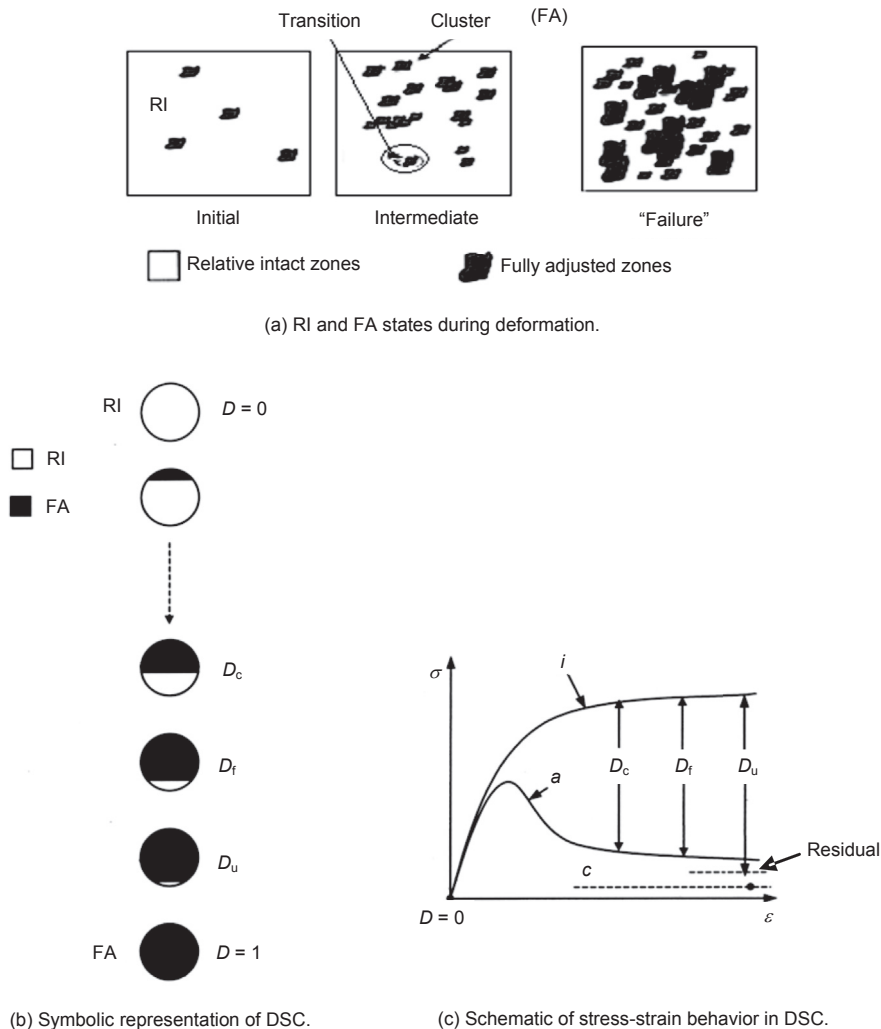 Transition
Cluster
(FA)
RI
Initial
Intermediate
“Failure”
Relative intact zones
Fully adjusted zones
(a) RI and FA states during deformation.
RI
D = 0
RI
FA
Dc
Df
Du
FA
D = 1
(b) Symbolic representation of DSC.
σ
i
a
Dc
Df
Du
Residual
c
D = 0
ε
(c) Schematic of stress-strain behavior in DSC.